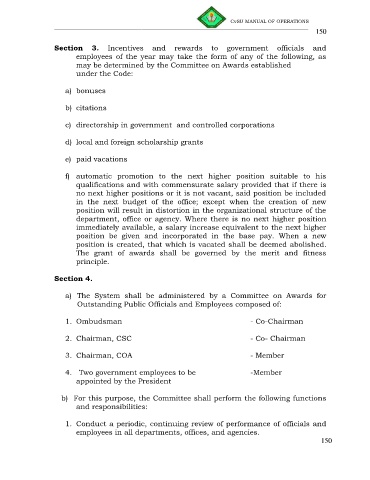 CvSU MANUAL OF OPERATIONS
150
Section 3. Incentives and rewards to government officials and
employees of the year may take the form of any of the following, as
may be determined by the Committee on Awards established
under the Code:
a) bonuses
b) citations
c) directorship in government and controlled corporations
d) local and foreign scholarship grants
e) paid vacations
f) automatic promotion to the next higher position suitable to his
qualifications and with commensurate salary provided that if there is
no next higher positions or it is not vacant, said position be included
in the next budget of the office; except when the creation of new
position will result in distortion in the organizational structure of the
department, office or agency. Where there is no next higher position
immediately available, a salary increase equivalent to the next higher
position be given and incorporated in the base pay. When a new
position is created, that which is vacated shall be deemed abolished.
The grant of awards shall be governed by the merit and fitness
principle.
Section 4.
a) The System shall be administered by a Committee on Awards for
Outstanding Public Officials and Employees composed of:
1. Ombudsman - Co-Chairman
2. Chairman, CSC - Co- Chairman
3. Chairman, COA - Member
4. Two government employees to be -Member
appointed by the President
b) For this purpose, the Committee shall perform the following functions
and responsibilities:
1. Conduct a periodic, continuing review of performance of officials and
employees in all departments, offices, and agencies.
150